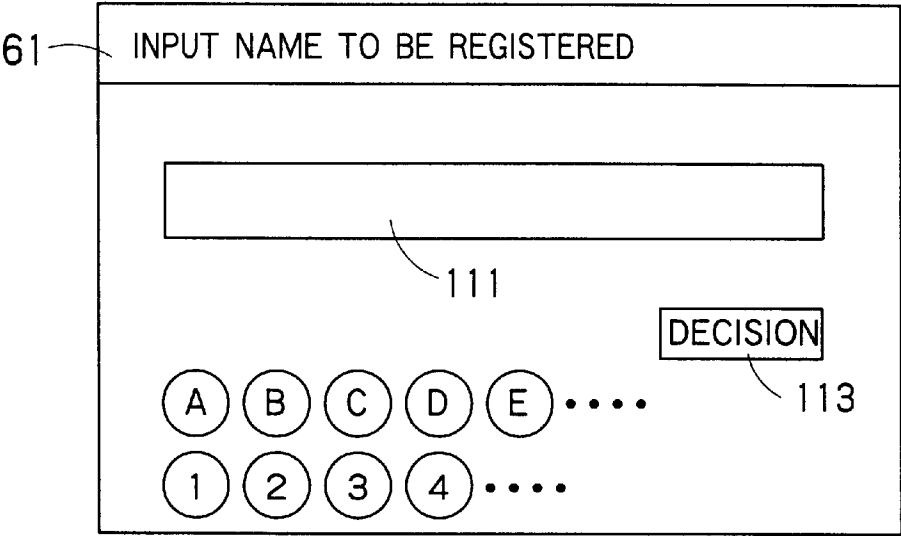 61 INPUT NAME TO BE REGISTERED
111
DECISION
113
A B C D E ····
1 2 3 4 ····